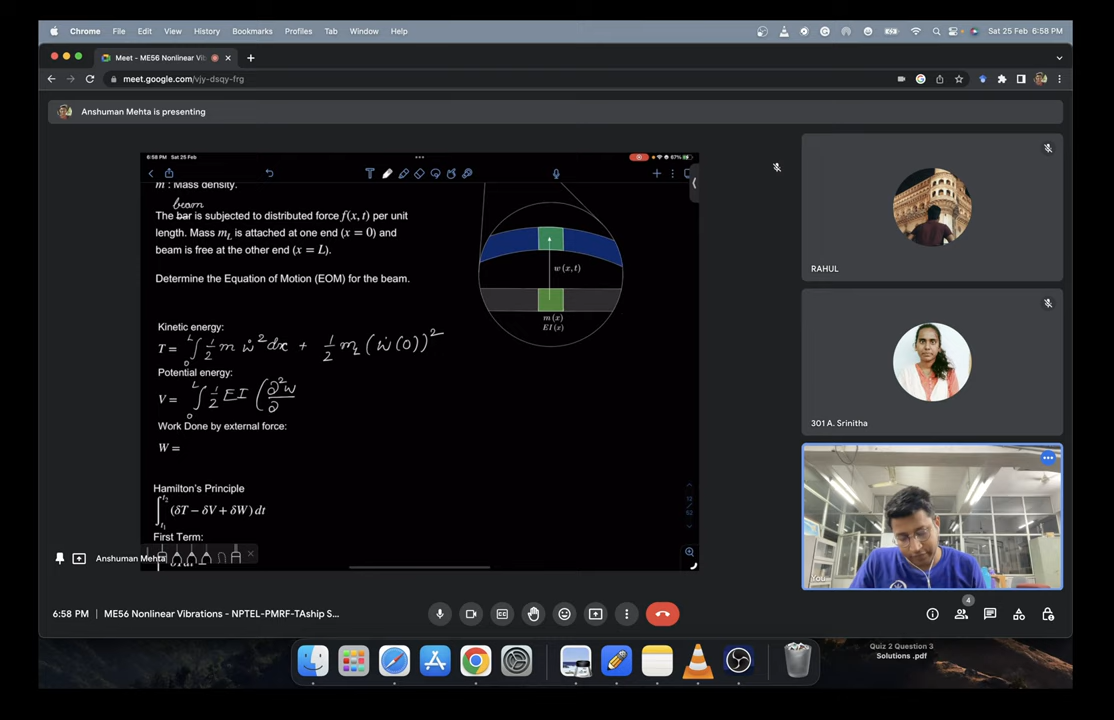 Chrome File Edit View History Bookmarks Profiles Tab Window Help Sat 25 Feb 6:58 PM
Meet - ME56 Nonlinear Vib
meet.google.com/vjy-dsqy-frg
Anshuman Mehta is presenting
6:58 PM Sat 25 Feb 67%
m : Mass density.
beam
The bar is subjected to distributed force f(x, t) per unit
length. Mass m_L is attached at one end (x = 0) and
beam is free at the other end (x = L).
Determine the Equation of Motion (EOM) for the beam.
w (x, t)
m (x)
EI (x)
Kinetic energy:
T = ∫₀ᴸ 1/2 m ẇ² dx + 1/2 m_L (ẇ(0))²
Potential energy:
V = ∫₀ᴸ 1/2 EI (∂²w/∂
Work Done by external force:
W =
Hamilton's Principle
∫_{t₁}^{t₂} (δT − δV + δW) dt
First Term:
Anshuman Mehta
RAHUL
301 A. Srinitha
You
6:58 PM | ME56 Nonlinear Vibrations - NPTEL-PMRF-TAship S...
4
Quiz 2 Question 3
Solutions .pdf